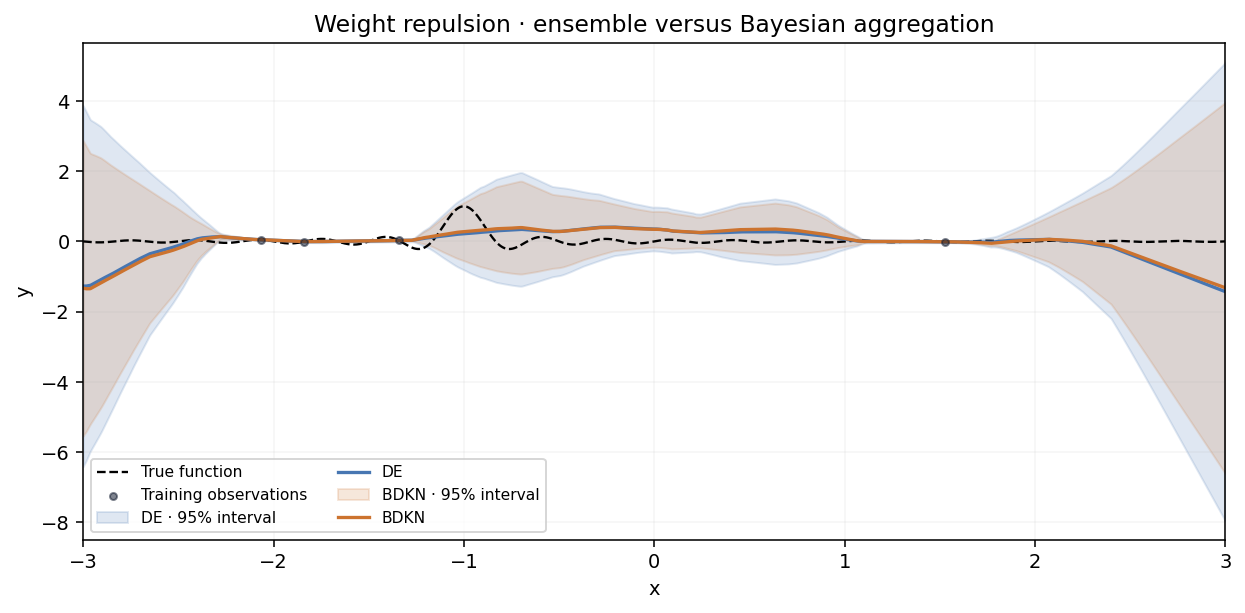 Weight repulsion · ensemble versus Bayesian aggregation
y
4
2
0
−2
−4
−6
−8
True function
Training observations
DE · 95% interval
DE
BDKN · 95% interval
BDKN
−3 −2 −1 0 1 2 3
x